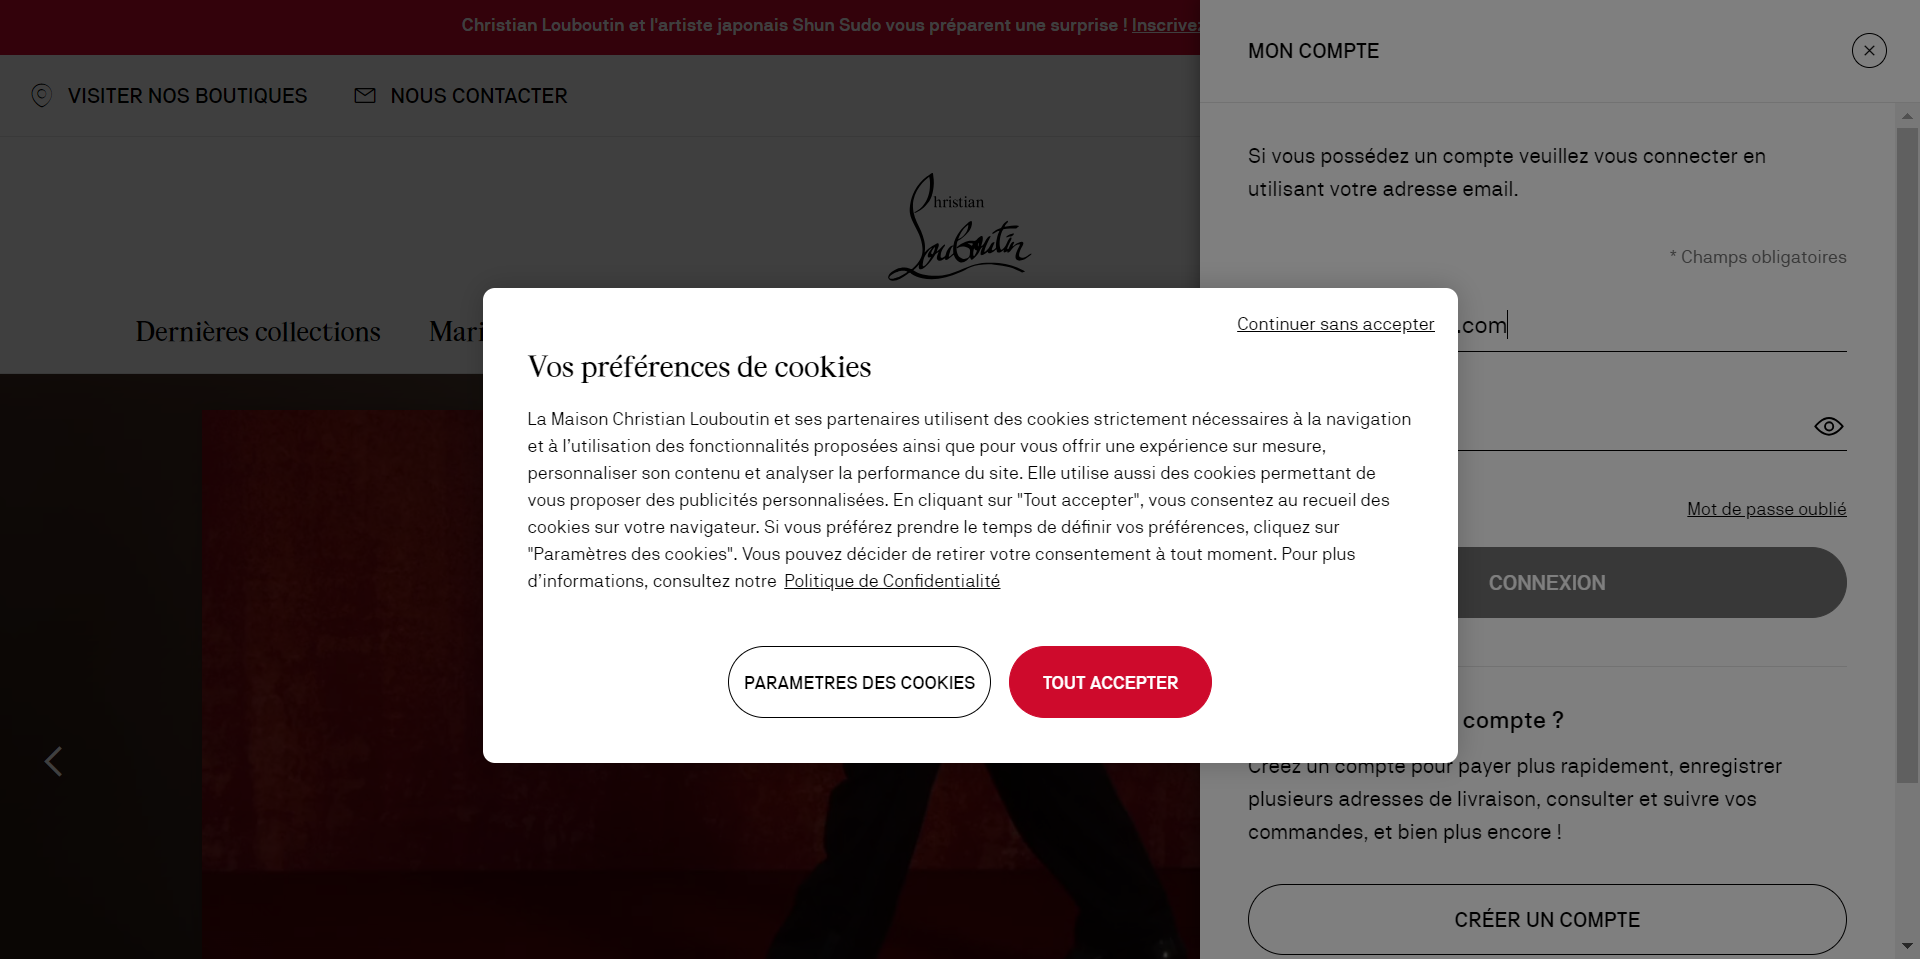 Christian Louboutin et l'artiste japonais Shun Sudo vous préparent une surprise !
VISITER NOS BOUTIQUES
NOUS CONTACTER
Christian
Louboutin
Dernières collections
MON COMPTE
Si vous possédez un compte veuillez vous connecter en
utilisant votre adresse email.
* Champs obligatoires
.com
Mot de passe oublié
CONNEXION
compte ?
Créez un compte pour payer plus rapidement, enregistrer
plusieurs adresses de livraison, consulter et suivre vos
commandes, et bien plus encore !
CRÉER UN COMPTE
Continuer sans accepter
Vos préférences de cookies
La Maison Christian Louboutin et ses partenaires utilisent des cookies strictement nécessaires à la navigation
et à l’utilisation des fonctionnalités proposées ainsi que pour vous offrir une expérience sur mesure,
personnaliser son contenu et analyser la performance du site. Elle utilise aussi des cookies permettant de
vous proposer des publicités personnalisées. En cliquant sur "Tout accepter", vous consentez au recueil des
cookies sur votre navigateur. Si vous préférez prendre le temps de définir vos préférences, cliquez sur
"Paramètres des cookies". Vous pouvez décider de retirer votre consentement à tout moment. Pour plus
d’informations, consultez notre Politique de Confidentialité
PARAMETRES DES COOKIES
TOUT ACCEPTER